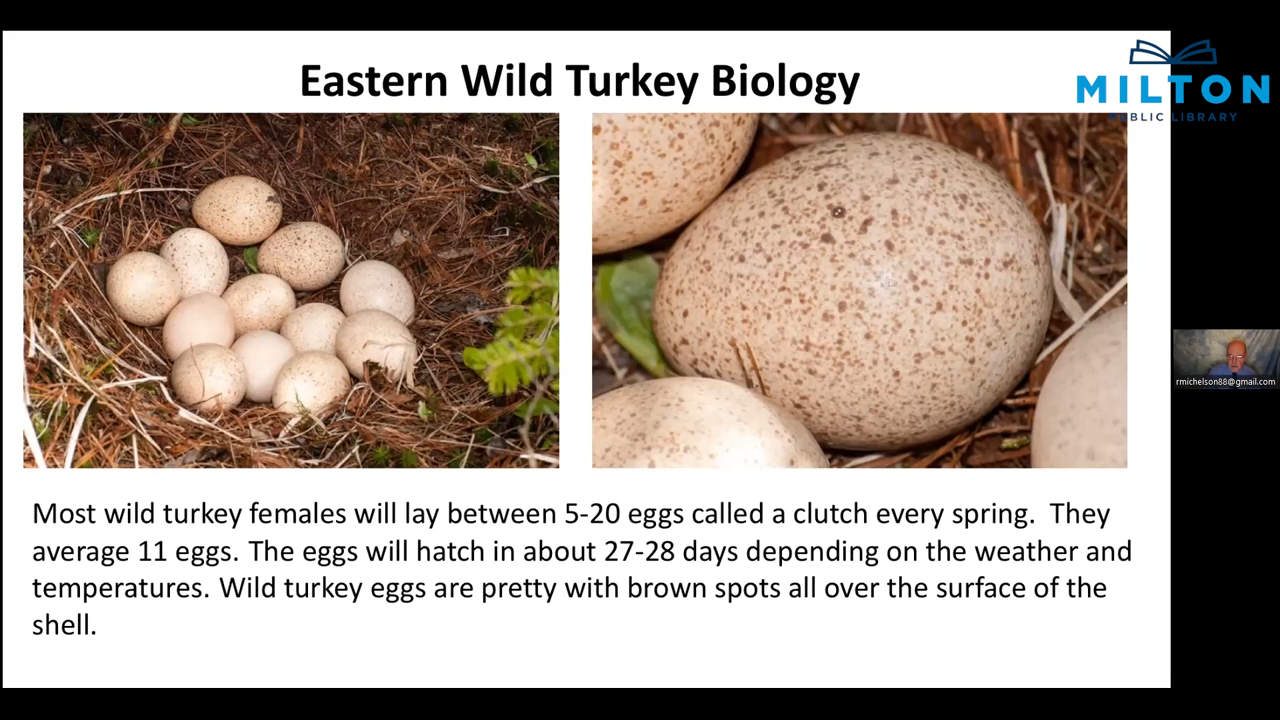 Eastern Wild Turkey Biology
MILTON
PUBLIC LIBRARY
rmichelson88@gmail.com
Most wild turkey females will lay between 5-20 eggs called a clutch every spring.  They
average 11 eggs. The eggs will hatch in about 27-28 days depending on the weather and
temperatures. Wild turkey eggs are pretty with brown spots all over the surface of the
shell.